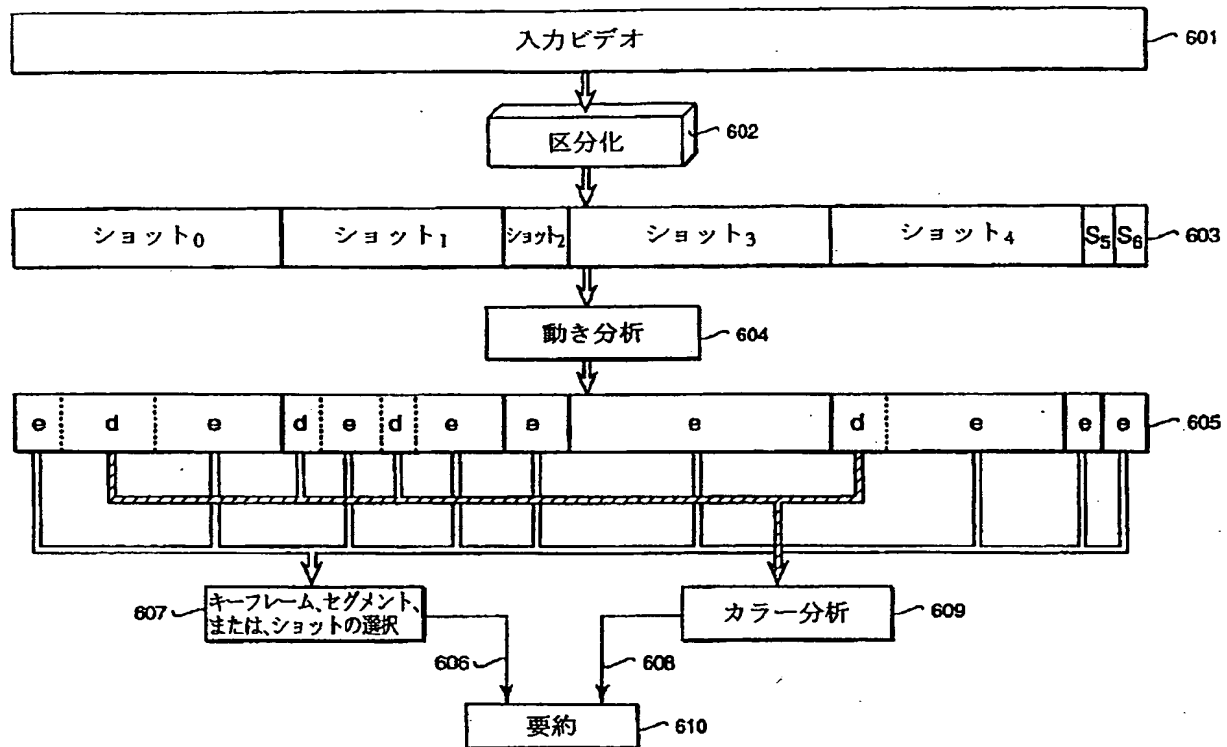 入力ビデオ
601
区分化
602
ショット0 ショット1 ショット2 ショット3 ショット4 S5 S6
603
動き分析
604
e d e d e d e e e d e e e
605
607
キーフレーム、セグメント、
または、ショットの選択
カラー分析
609
606
608
要約
610